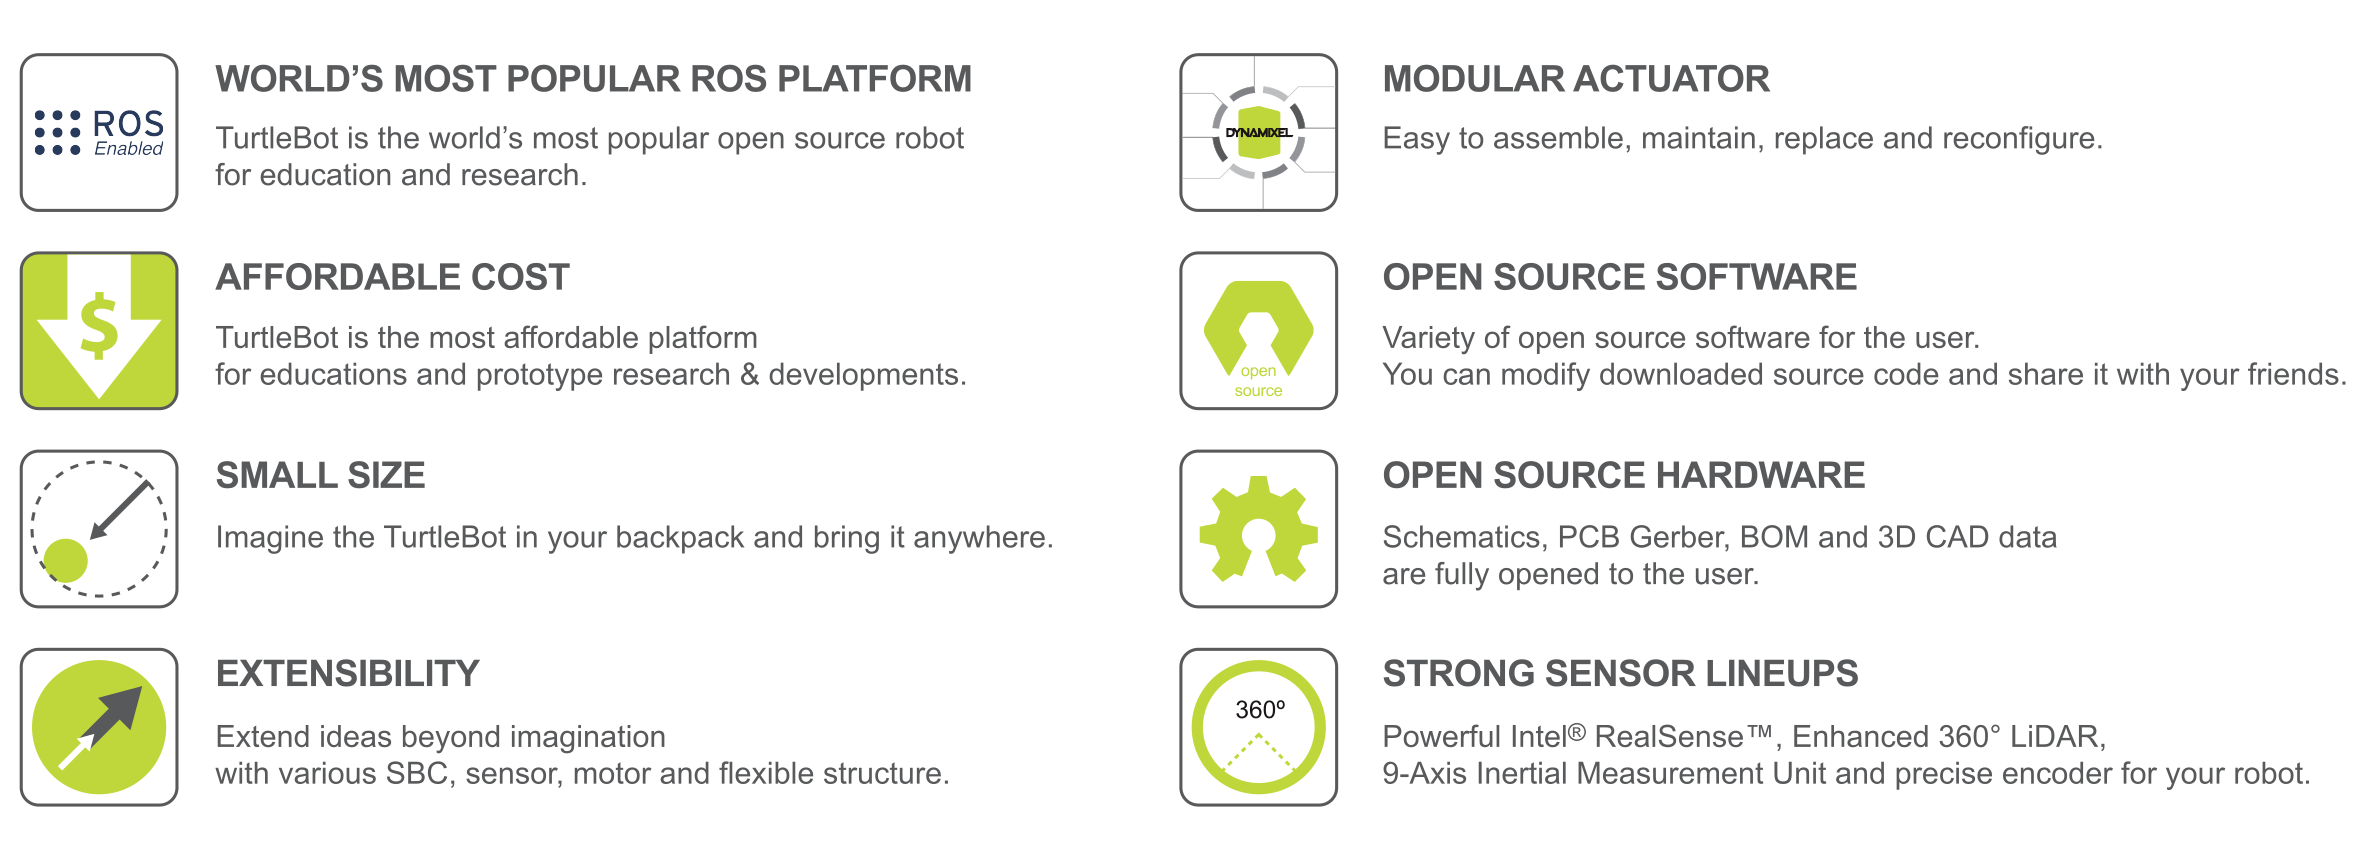 ROS
Enabled
WORLD’S MOST POPULAR ROS PLATFORM
TurtleBot is the world’s most popular open source robot
for education and research.
$
AFFORDABLE COST
TurtleBot is the most affordable platform
for educations and prototype research & developments.
SMALL SIZE
Imagine the TurtleBot in your backpack and bring it anywhere.
EXTENSIBILITY
Extend ideas beyond imagination
with various SBC, sensor, motor and flexible structure.
DYNAMIXEL
MODULAR ACTUATOR
Easy to assemble, maintain, replace and reconfigure.
open
source
OPEN SOURCE SOFTWARE
Variety of open source software for the user.
You can modify downloaded source code and share it with your friends.
OPEN SOURCE HARDWARE
Schematics, PCB Gerber, BOM and 3D CAD data
are fully opened to the user.
360º
STRONG SENSOR LINEUPS
Powerful Intel® RealSense™, Enhanced 360° LiDAR,
9-Axis Inertial Measurement Unit and precise encoder for your robot.